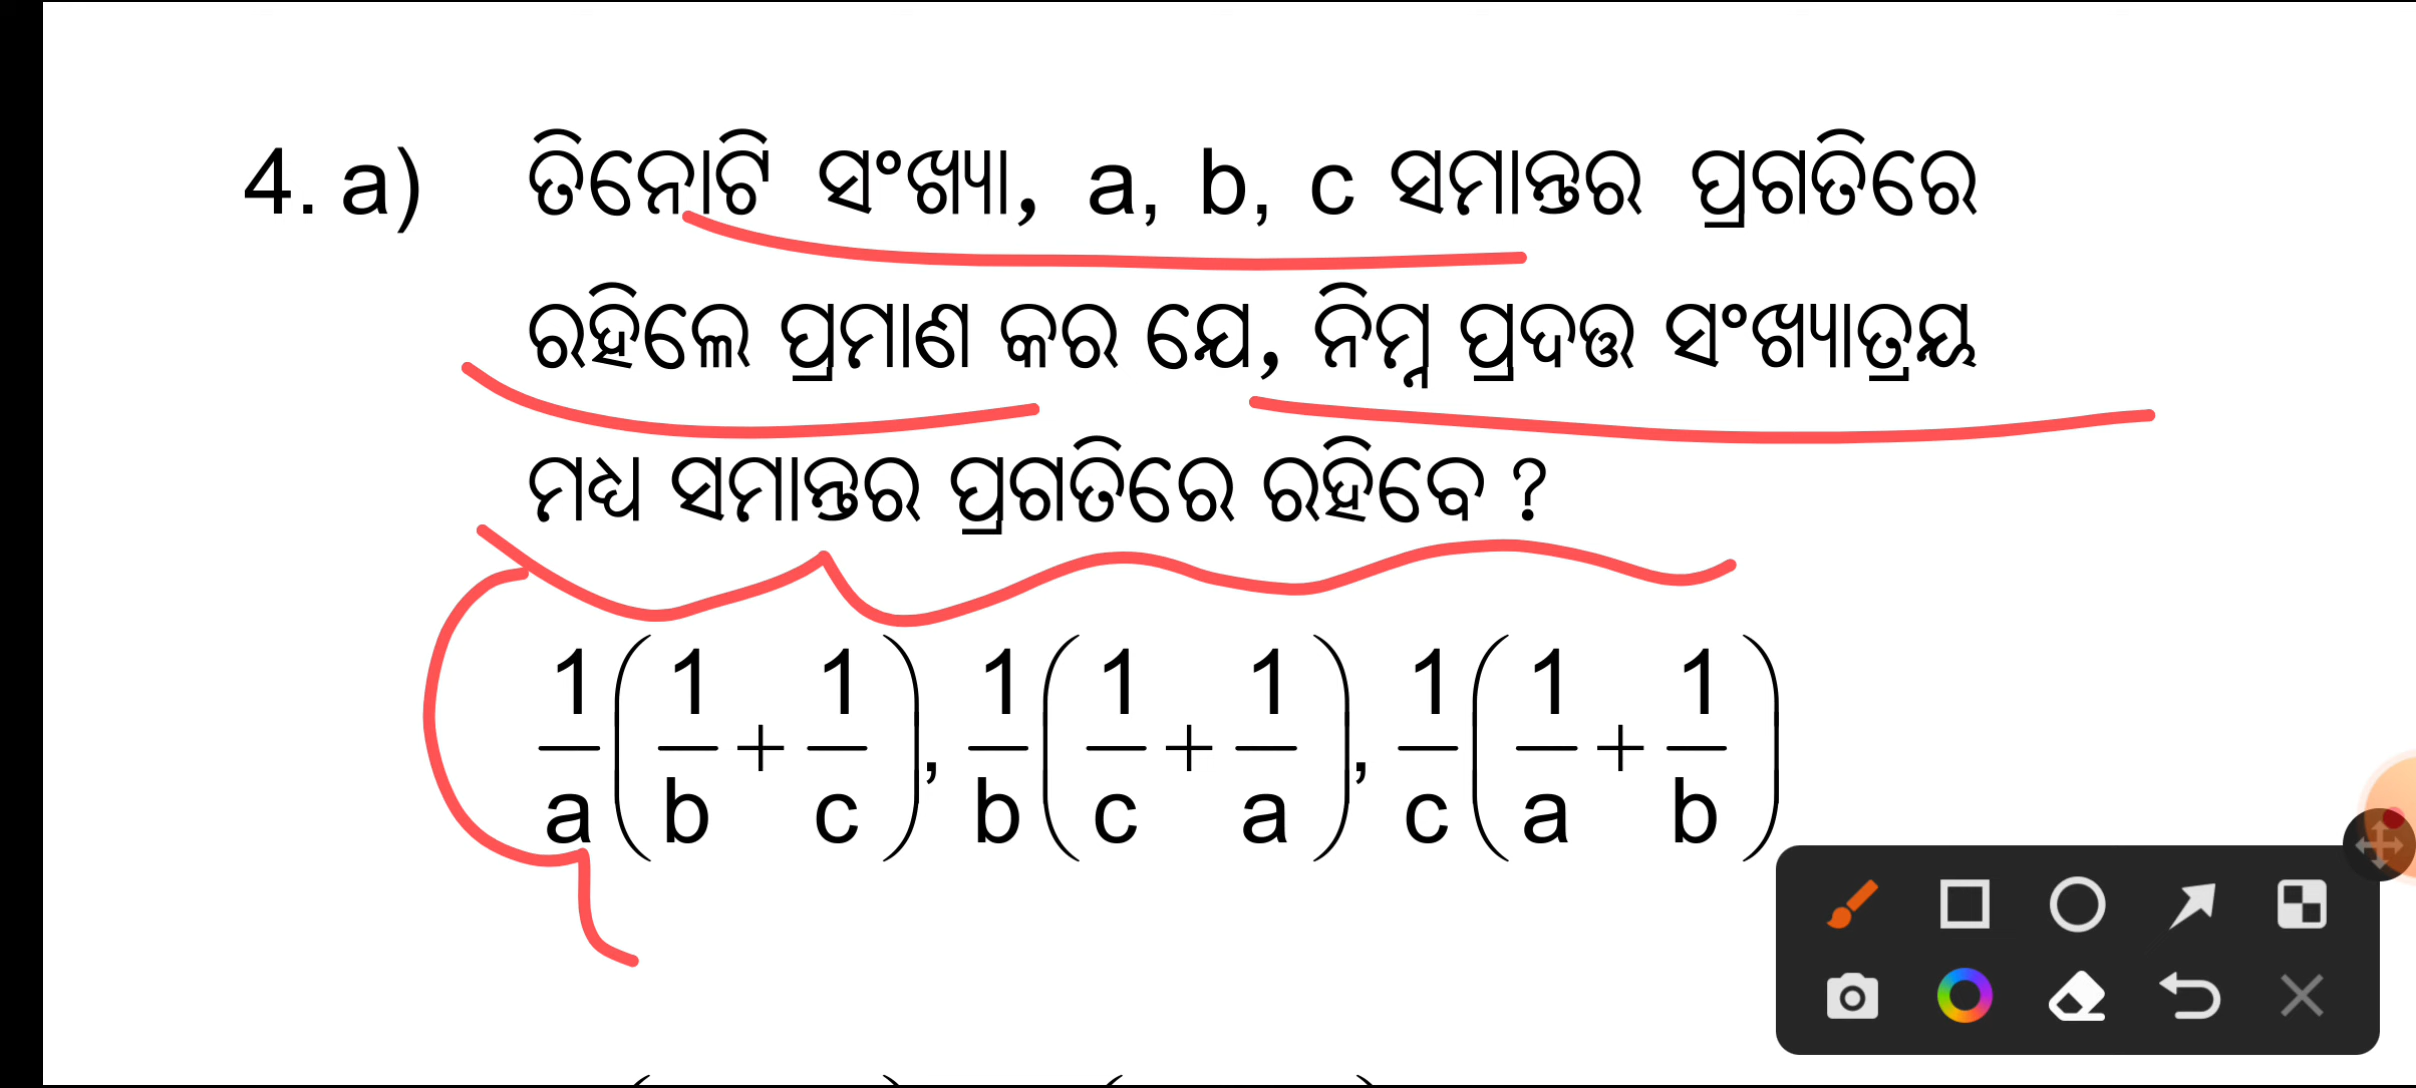 4. a) ତିନୋଟି ସଂଖ୍ୟା, a, b, c ସମାନ୍ତର ପ୍ରଗତିରେ
ରହିଲେ ପ୍ରମାଣ କର ଯେ, ନିମ୍ନ ପ୍ରଦତ୍ତ ସଂଖ୍ୟାତ୍ରୟ
ମଧ୍ୟ ସମାନ୍ତର ପ୍ରଗତିରେ ରହିବେ ?
1/a(1/b+1/c), 1/b(1/c+1/a), 1/c(1/a+1/b)